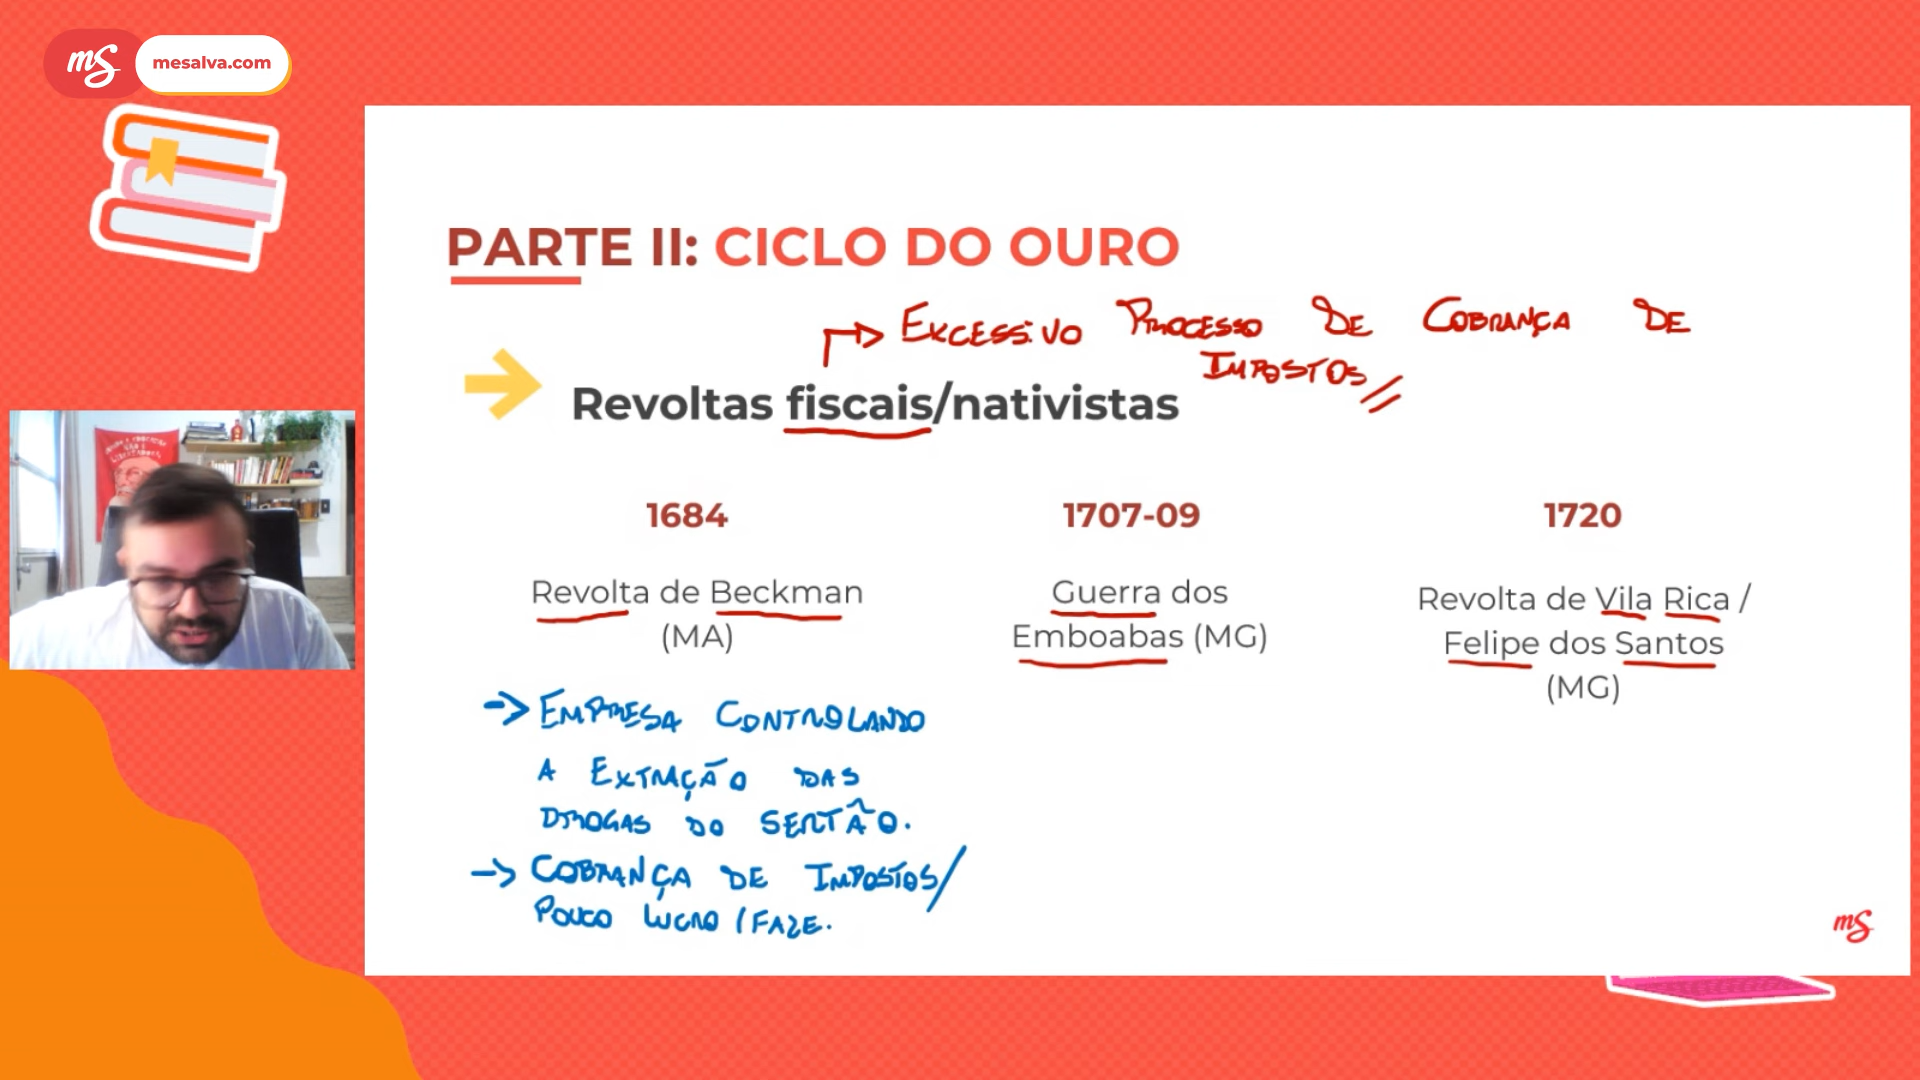 mS mesalva.com
PARTE II: CICLO DO OURO
EXCESSIVO PROCESSO DE COBRANÇA DE
IMPOSTOS//
Revoltas fiscais/nativistas
1684
Revolta de Beckman
(MA)
1707-09
Guerra dos
Emboabas (MG)
1720
Revolta de Vila Rica /
Felipe dos Santos
(MG)
→ EMPRESA CONTROLANDO
A EXTRAÇÃO DAS
DROGAS DO SERTÃO.
→ COBRANÇA DE IMPOSTOS/
POUCO LUCRO / FAZE.
mS